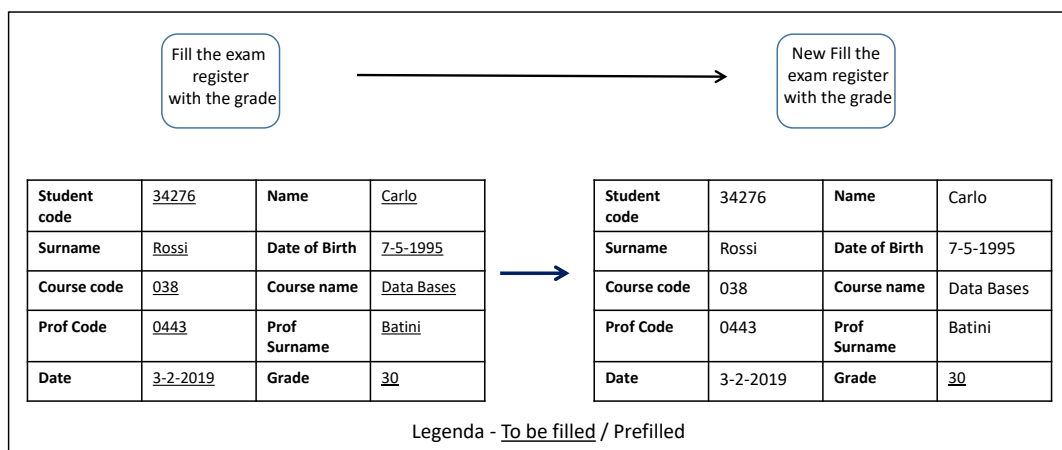 Fill the exam
register
with the grade
New Fill the
exam register
with the grade
Student code 34276 Name Carlo
Surname Rossi Date of Birth 7-5-1995
Course code 038 Course name Data Bases
Prof Code 0443 Prof Surname Batini
Date 3-2-2019 Grade 30
Student code 34276 Name Carlo
Surname Rossi Date of Birth 7-5-1995
Course code 038 Course name Data Bases
Prof Code 0443 Prof Surname Batini
Date 3-2-2019 Grade 30
Legenda - To be filled / Prefilled